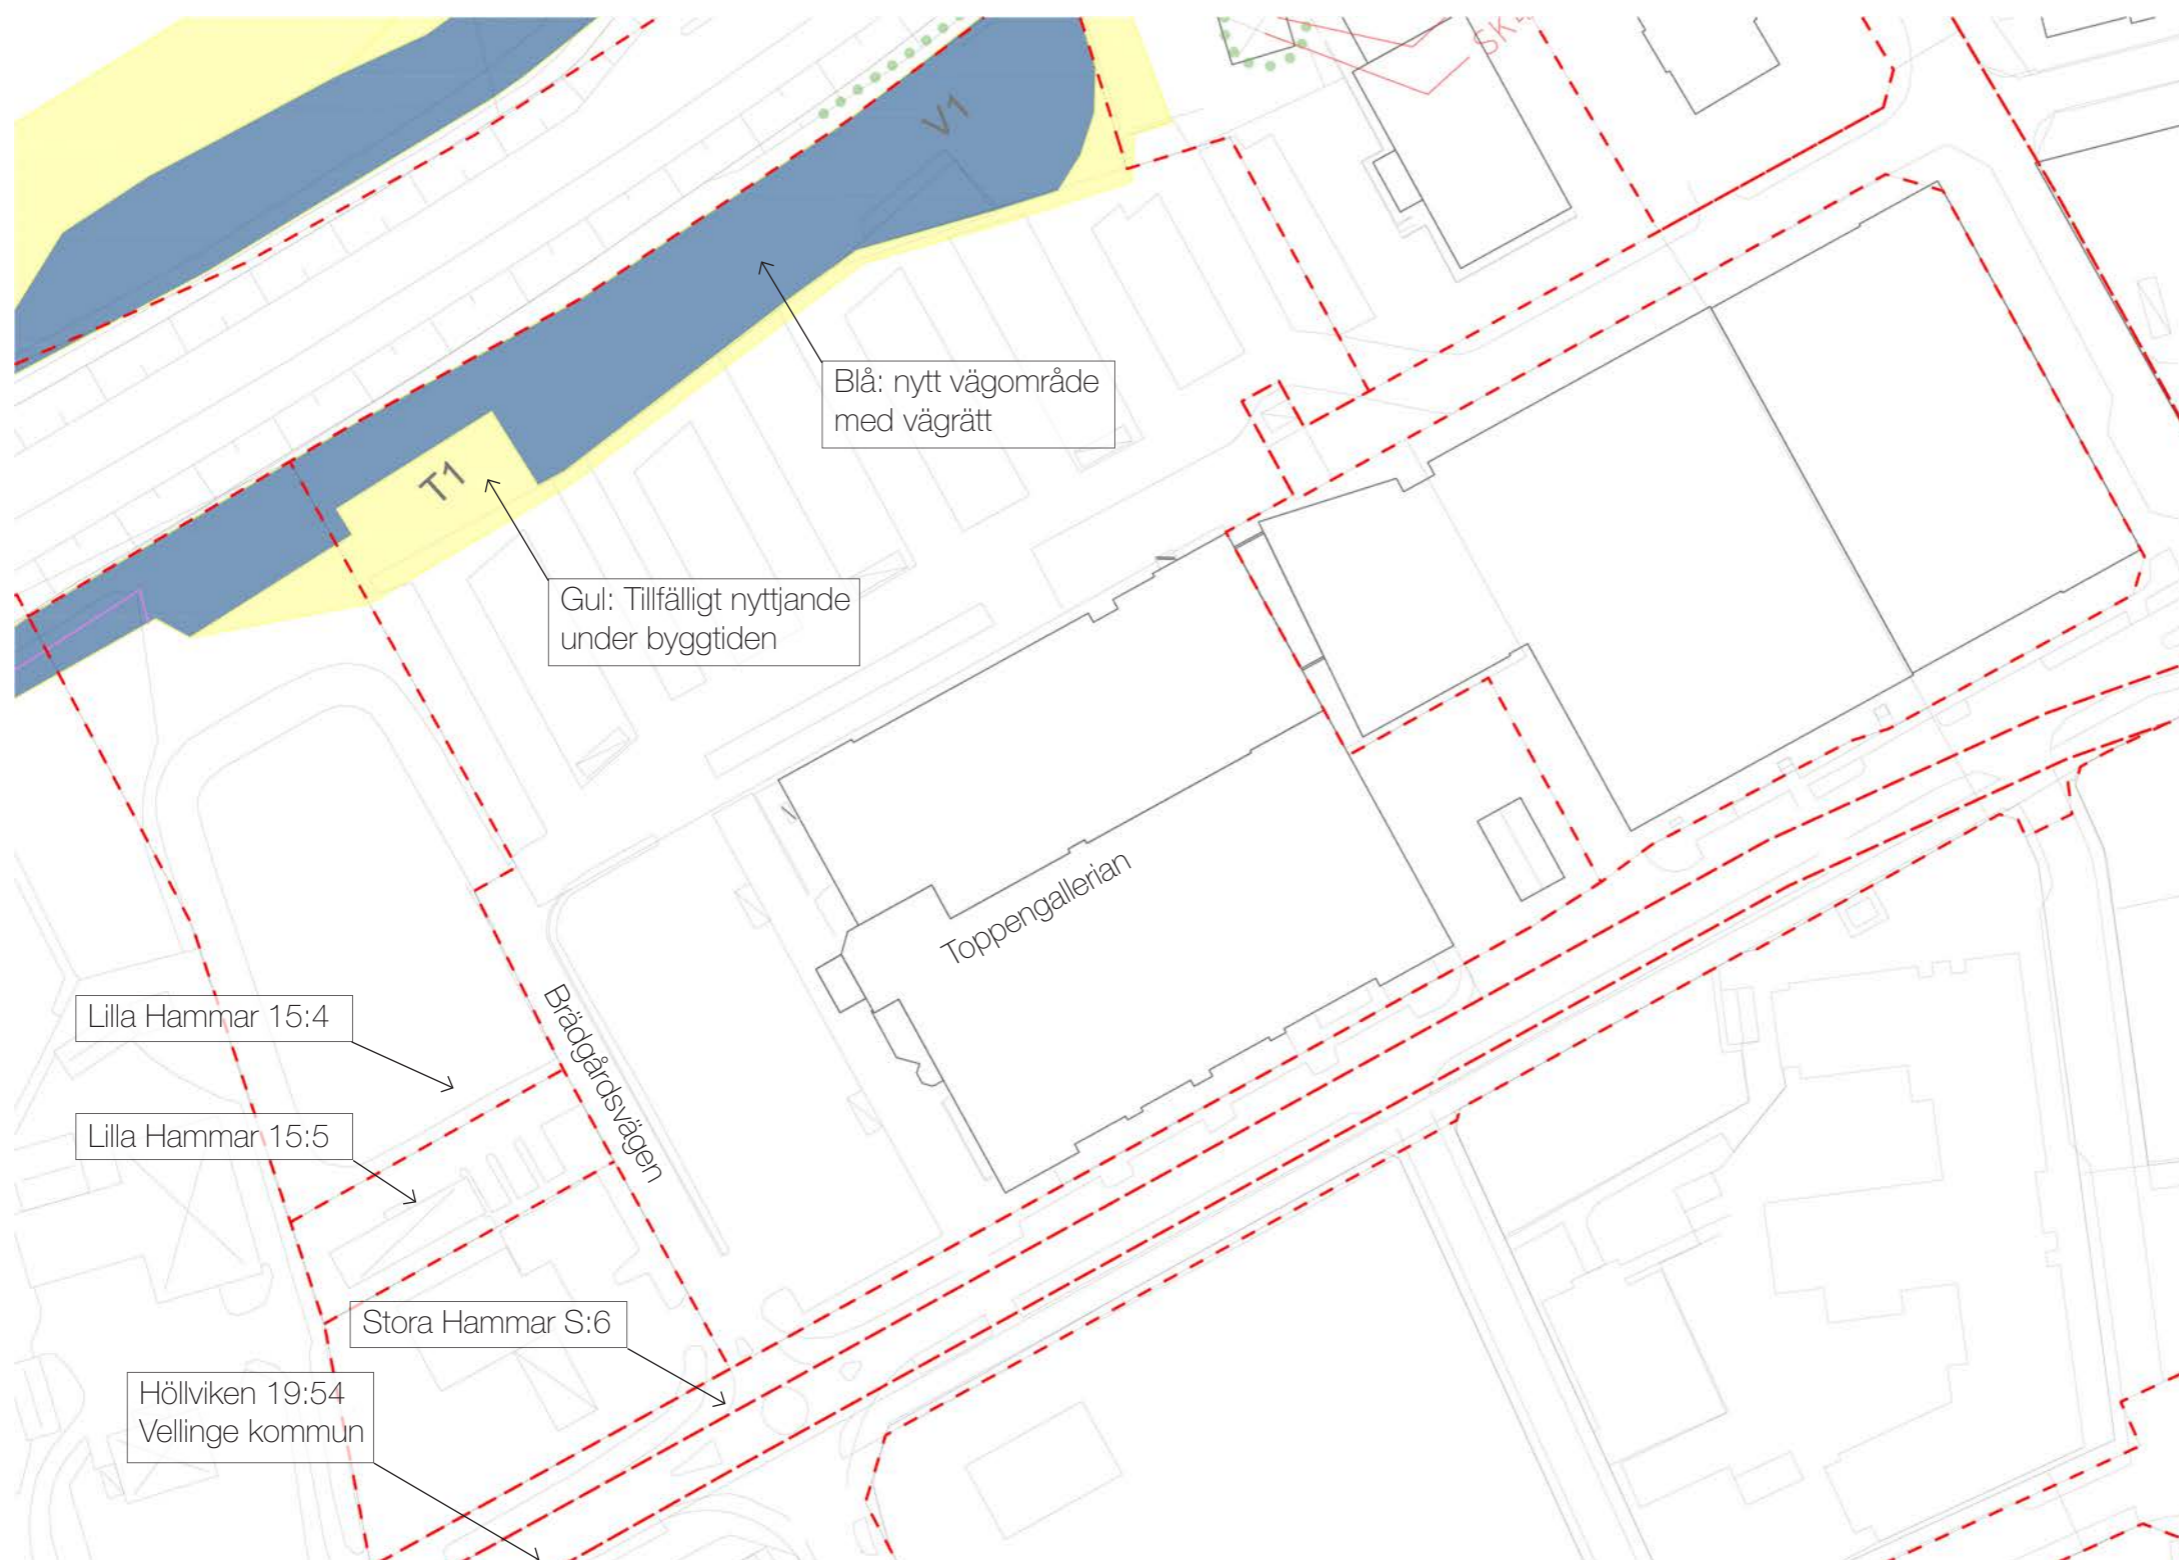 V1
Blå: nytt vägområde
med vägrätt
T1
Gul: Tillfälligt nyttjande
under byggtiden
Toppengallerian
Brädgårdsvägen
Lilla Hammar 15:4
Lilla Hammar 15:5
Stora Hammar S:6
Höllviken 19:54
Vellinge kommun